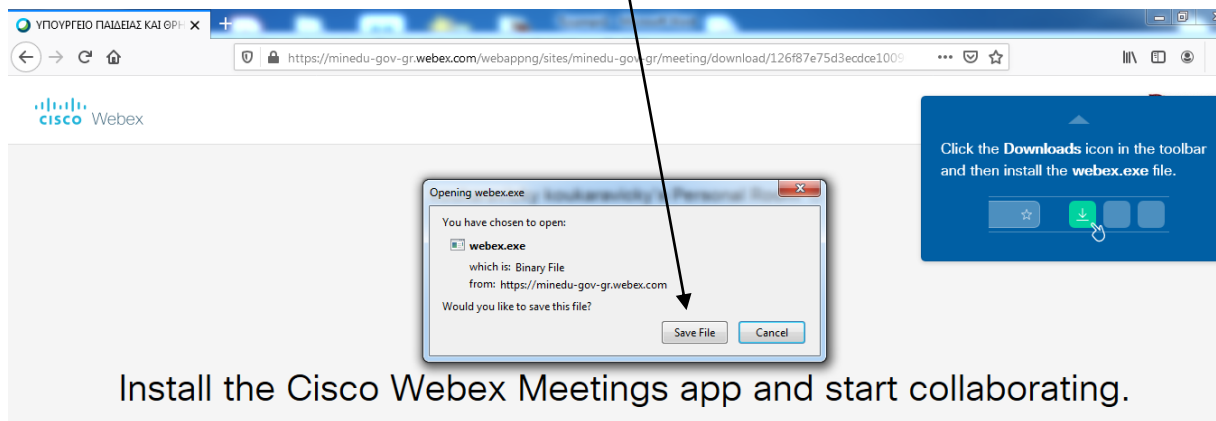 ΥΠΟΥΡΓΕΙΟ ΠΑΙΔΕΙΑΣ ΚΑΙ ΘΡΗ
https://minedu-gov-gr.webex.com/webappng/sites/minedu-gov-gr/meeting/download/126f87e75d3ecdce1009
cisco Webex
Click the Downloads icon in the toolbar
and then install the webex.exe file.
Opening webex.exe
Personal
You have chosen to open:
webex.exe
which is: Binary File
from: https://minedu-gov-gr.webex.com
Would you like to save this file?
Save File
Cancel
Install the Cisco Webex Meetings app and start collaborating.